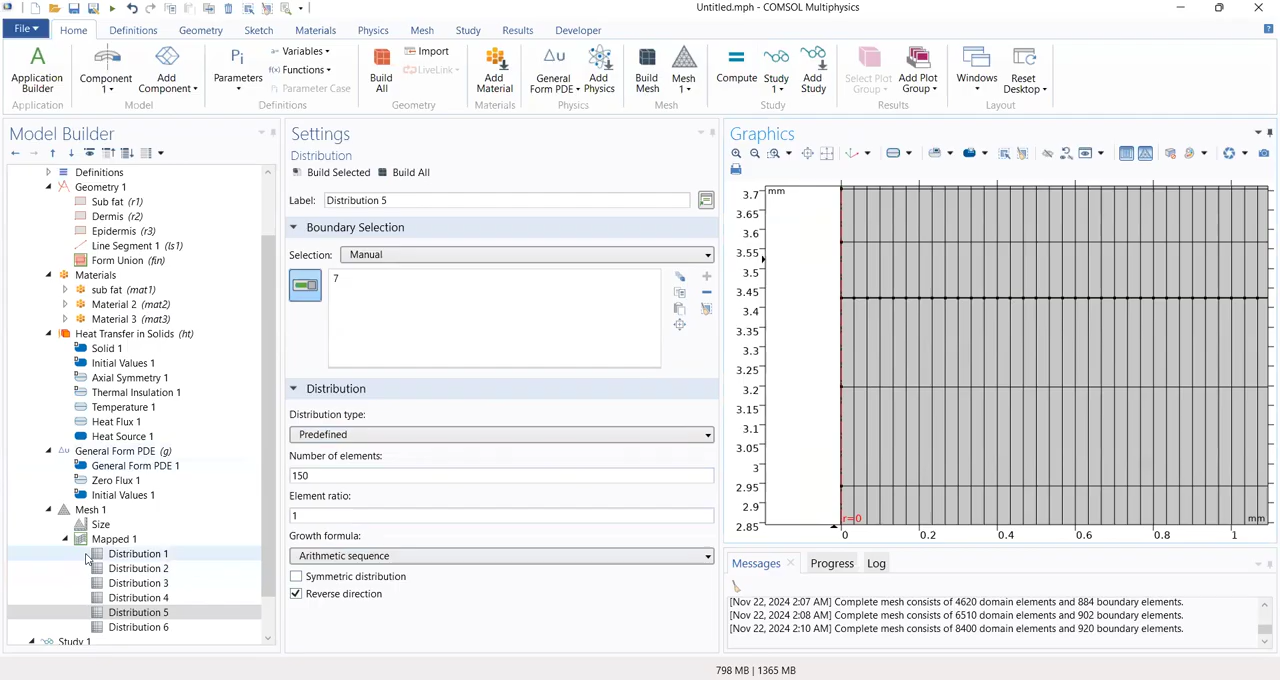 Untitled.mph - COMSOL Multiphysics
File
Home
Definitions
Geometry
Sketch
Materials
Physics
Mesh
Study
Results
Developer
Application Builder
Component 1
Add Component
Parameters
a= Variables
f(x) Functions
Parameter Case
Build All
Import
LiveLink
Add Material
General Form PDE
Add Physics
Build Mesh
Mesh 1
Compute
Study 1
Add Study
Select Plot Group
Add Plot Group
Windows
Reset Desktop
Application
Model
Definitions
Geometry
Materials
Physics
Mesh
Study
Results
Layout
Model Builder
Definitions
Geometry 1
Sub fat (r1)
Dermis (r2)
Epidermis (r3)
Line Segment 1 (ls1)
Form Union (fin)
Materials
sub fat (mat1)
Material 2 (mat2)
Material 3 (mat3)
Heat Transfer in Solids (ht)
Solid 1
Initial Values 1
Axial Symmetry 1
Thermal Insulation 1
Temperature 1
Heat Flux 1
Heat Source 1
General Form PDE (g)
General Form PDE 1
Zero Flux 1
Initial Values 1
Mesh 1
Size
Mapped 1
Distribution 1
Distribution 2
Distribution 3
Distribution 4
Distribution 5
Distribution 6
Study 1
Settings
Distribution
Build Selected
Build All
Label: Distribution 5
Boundary Selection
Selection: Manual
7
Distribution
Distribution type:
Predefined
Number of elements:
150
Element ratio:
1
Growth formula:
Arithmetic sequence
Symmetric distribution
Reverse direction
Graphics
mm
3.7
3.65
3.6
3.55
3.5
3.45
3.4
3.35
3.3
3.25
3.2
3.15
3.1
3.05
3
2.95
2.9
2.85
r=0
mm
0 0.2 0.4 0.6 0.8 1
Messages
Progress
Log
[Nov 22, 2024 2:07 AM] Complete mesh consists of 4620 domain elements and 884 boundary elements.
[Nov 22, 2024 2:08 AM] Complete mesh consists of 6510 domain elements and 902 boundary elements.
[Nov 22, 2024 2:10 AM] Complete mesh consists of 8400 domain elements and 920 boundary elements.
798 MB | 1365 MB